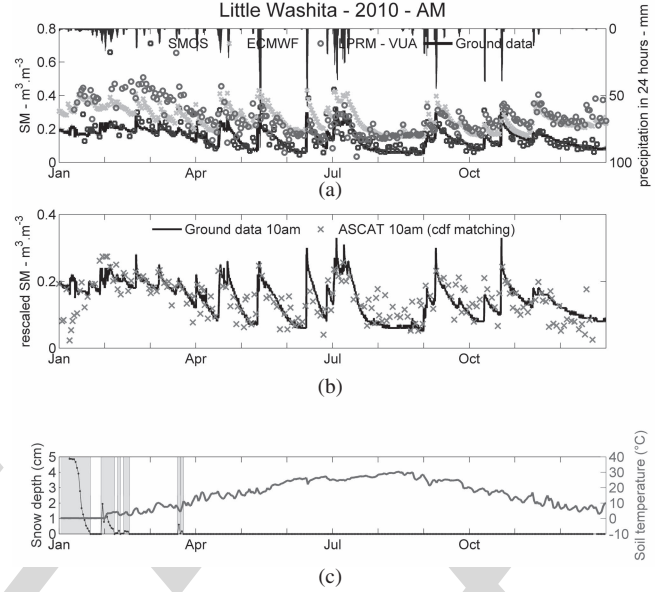 Little Washita - 2010 - AM
0.8
0.6
0.4
0.2
0
SM - m³.m⁻³
SMOS ECMWF LPRM - VUA Ground data
0
50
100
precipitation in 24 hours - mm
Jan Apr Jul Oct
(a)
0.4
0.2
0
rescaled SM - m³.m⁻³
Ground data 10am ASCAT 10am (cdf matching)
Jan Apr Jul Oct
(b)
5
4
3
2
1
0
Snow depth (cm)
40
30
20
10
0
-10
Soil temperature (°C)
Jan Apr Jul Oct
(c)